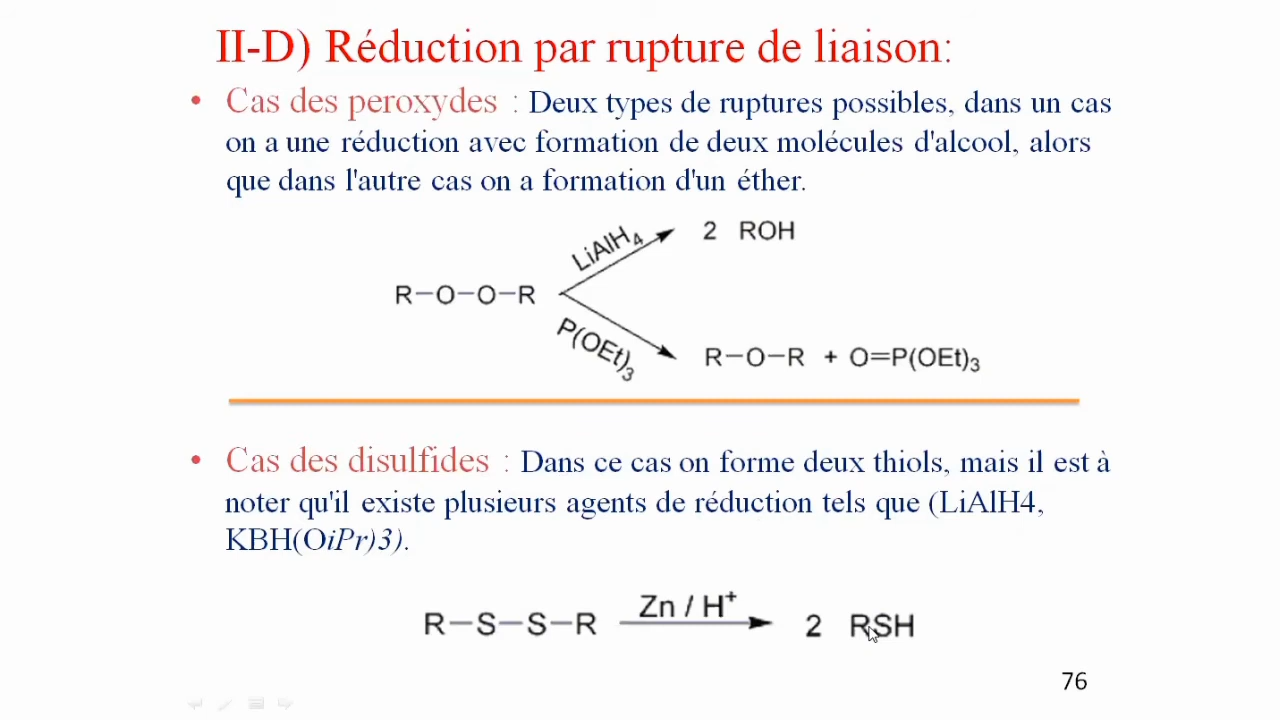 II-D) Réduction par rupture de liaison:
• Cas des peroxydes : Deux types de ruptures possibles, dans un cas
on a une réduction avec formation de deux molécules d'alcool, alors
que dans l'autre cas on a formation d'un éther.
LiAlH4 2 ROH
R-O-O-R
P(OEt)3 R-O-R + O=P(OEt)3
• Cas des disulfides : Dans ce cas on forme deux thiols, mais il est à
noter qu'il existe plusieurs agents de réduction tels que (LiAlH4,
KBH(OiPr)3).
R-S-S-R Zn / H+ 2 RSH
76